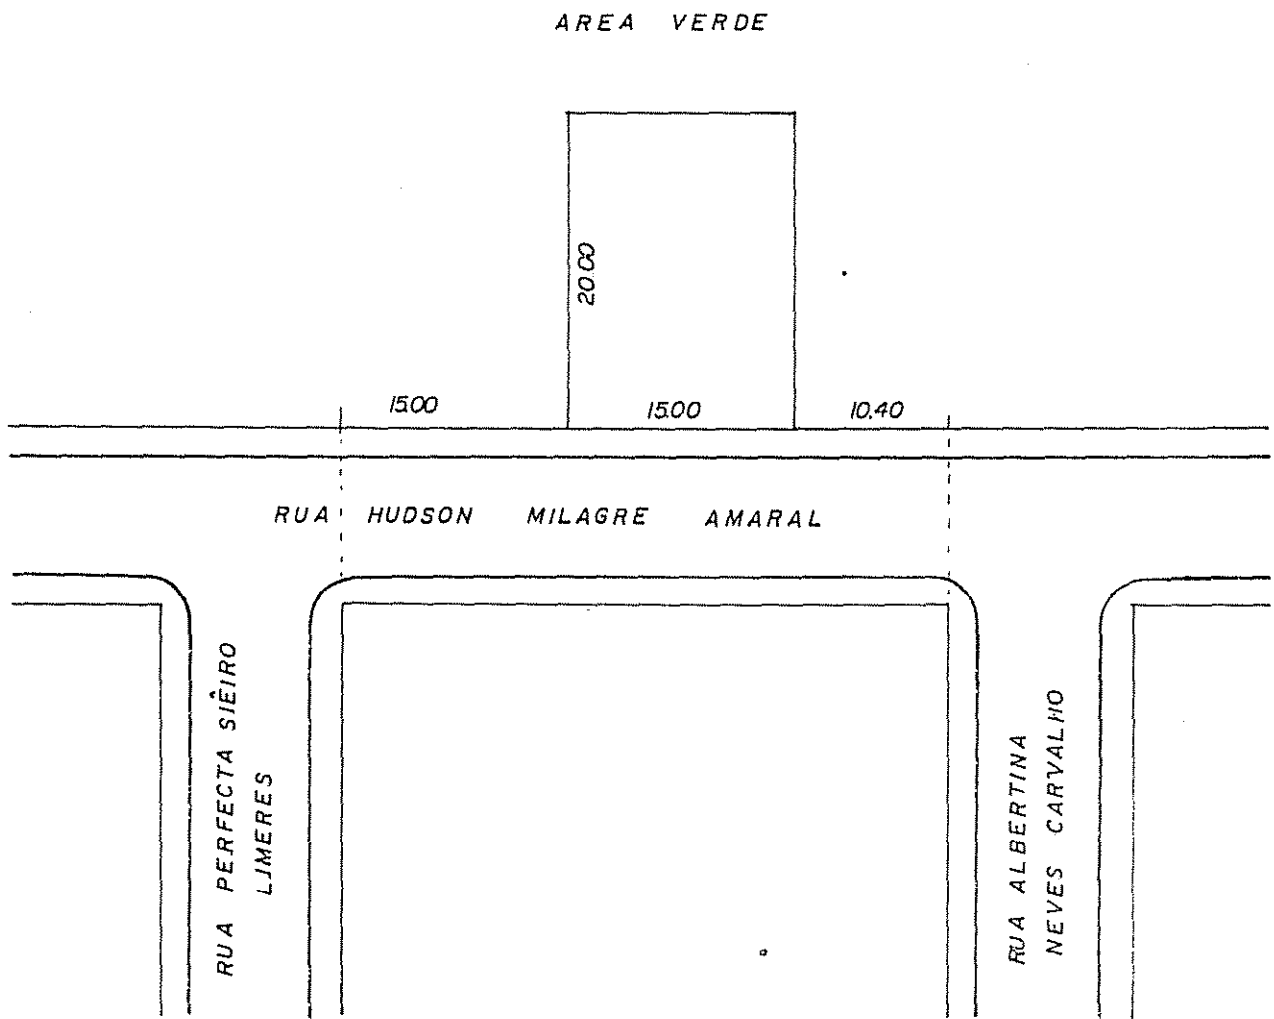 AREA VERDE
20.00
15.00
15.00
10.40
RUA HUDSON MILAGRE AMARAL
RUA PERFECTA SIÊIRO
LIMERES
RUA ALBERTINA
NEVES CARVALHO